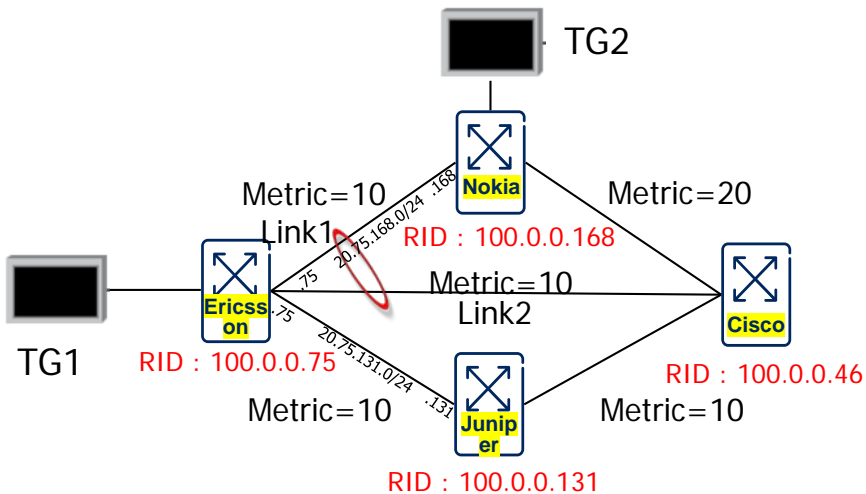 TG2
Nokia
Metric=10
Link1
.75 20.75.168.0/24 .168
RID : 100.0.0.168
Metric=20
Metric=10
Link2
Ericss
on
TG1
RID : 100.0.0.75
Cisco
RID : 100.0.0.46
.75 20.75.131.0/24 .131
Metric=10
Junip
er
Metric=10
RID : 100.0.0.131